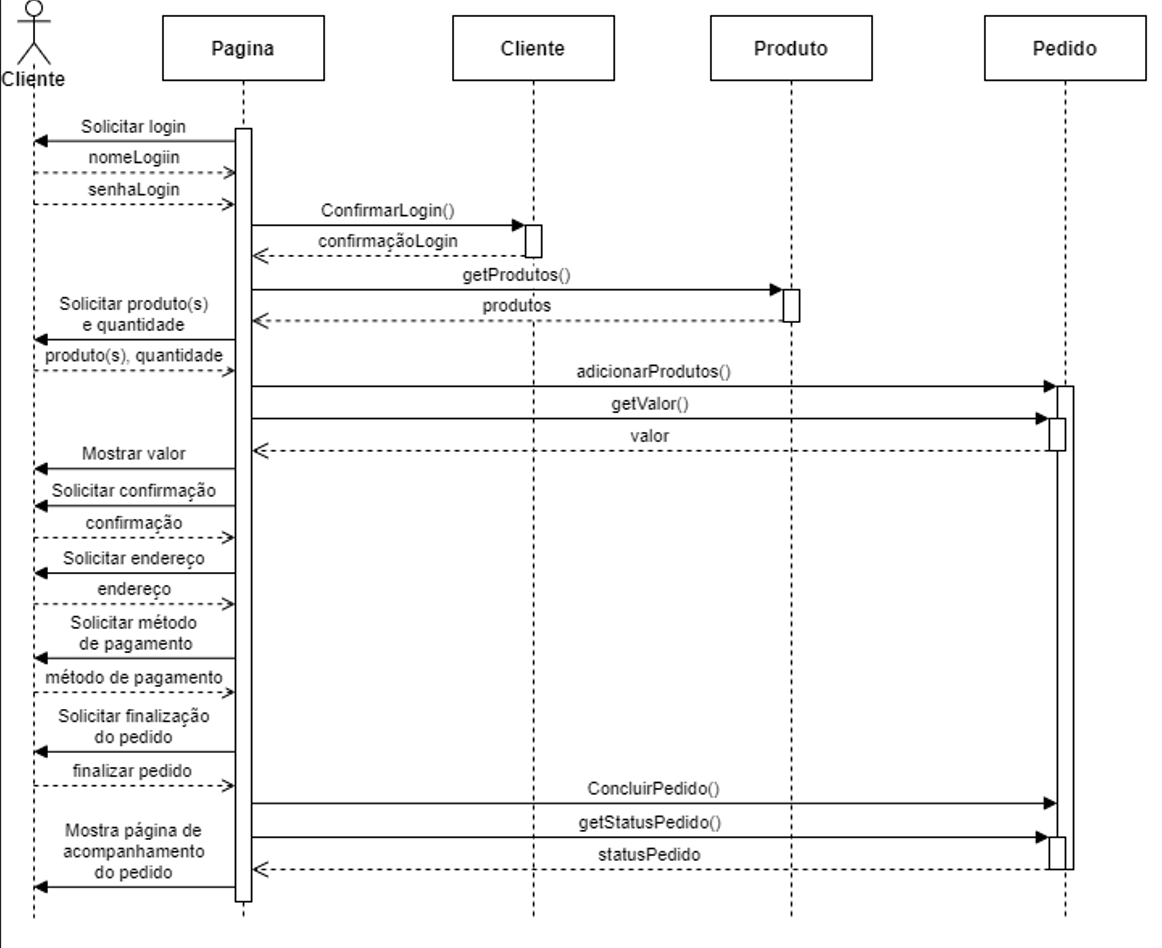 Cliente
Pagina
Cliente
Produto
Pedido
Solicitar login
nomeLogiin
senhaLogin
ConfirmarLogin()
confirmaçãoLogin
getProdutos()
produtos
Solicitar produto(s)
e quantidade
produto(s), quantidade
adicionarProdutos()
getValor()
valor
Mostrar valor
Solicitar confirmação
confirmação
Solicitar endereço
endereço
Solicitar método
de pagamento
método de pagamento
Solicitar finalização
do pedido
finalizar pedido
ConcluirPedido()
getStatusPedido()
statusPedido
Mostra página de
acompanhamento
do pedido